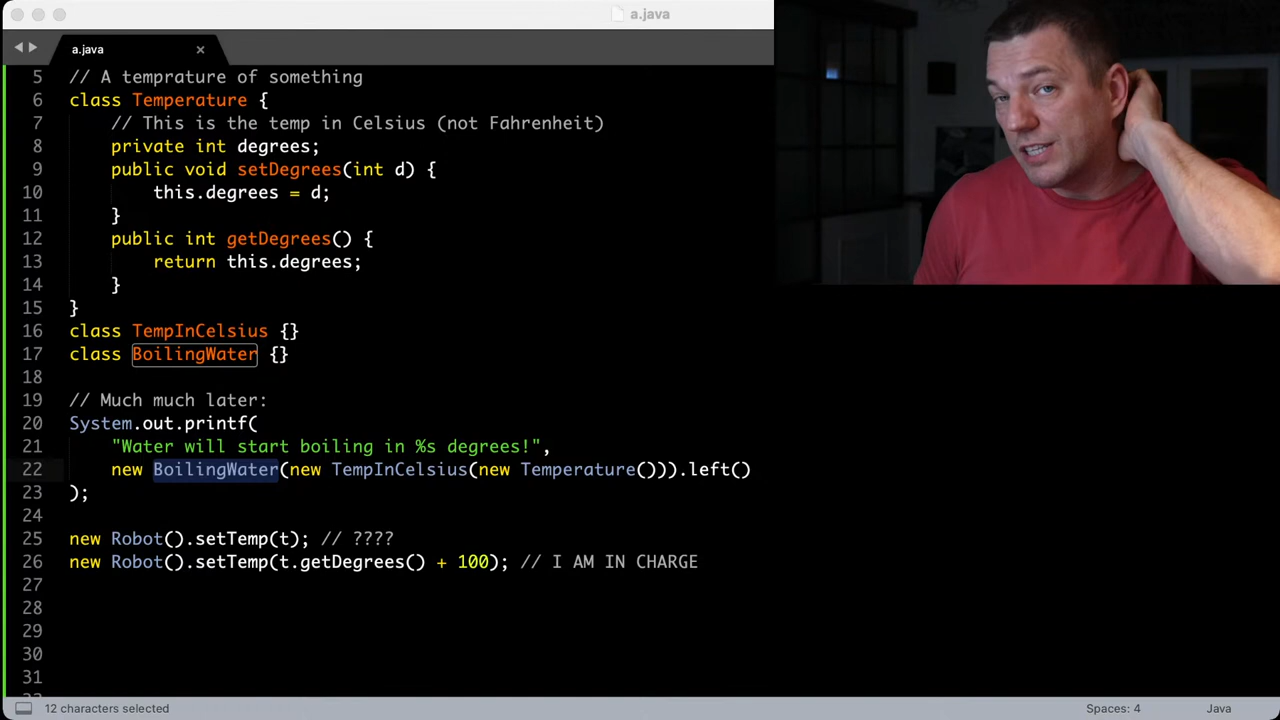 a.java
a.java ×
5 // A temprature of something
6 class Temperature {
7 // This is the temp in Celsius (not Fahrenheit)
8 private int degrees;
9 public void setDegrees(int d) {
10 this.degrees = d;
11 }
12 public int getDegrees() {
13 return this.degrees;
14 }
15 }
16 class TempInCelsius {}
17 class BoilingWater {}
18
19 // Much much later:
20 System.out.printf(
21 "Water will start boiling in %s degrees!",
22 new BoilingWater(new TempInCelsius(new Temperature())).left()
23 );
24
25 new Robot().setTemp(t); // ????
26 new Robot().setTemp(t.getDegrees() + 100); // I AM IN CHARGE
27
28
29
30
31
12 characters selected Spaces: 4 Java